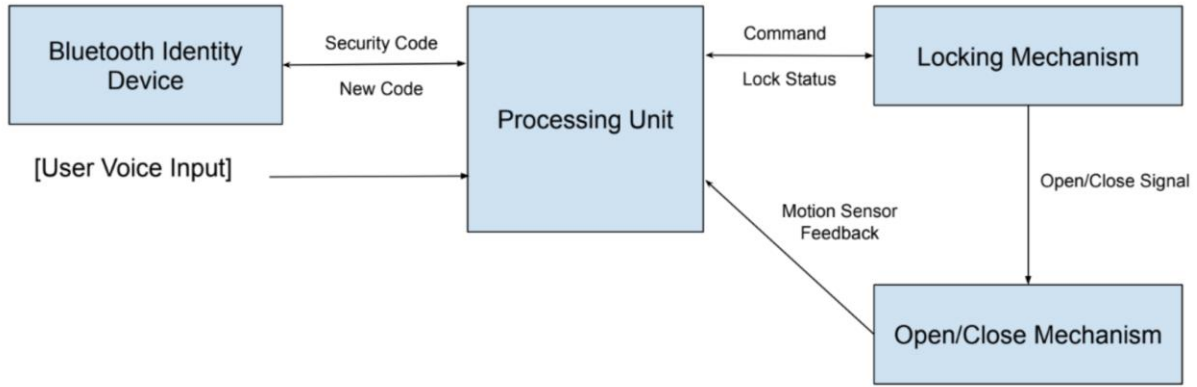 Bluetooth Identity
Device
Security Code
New Code
[User Voice Input]
Processing Unit
Command
Lock Status
Locking Mechanism
Open/Close Signal
Motion Sensor
Feedback
Open/Close Mechanism